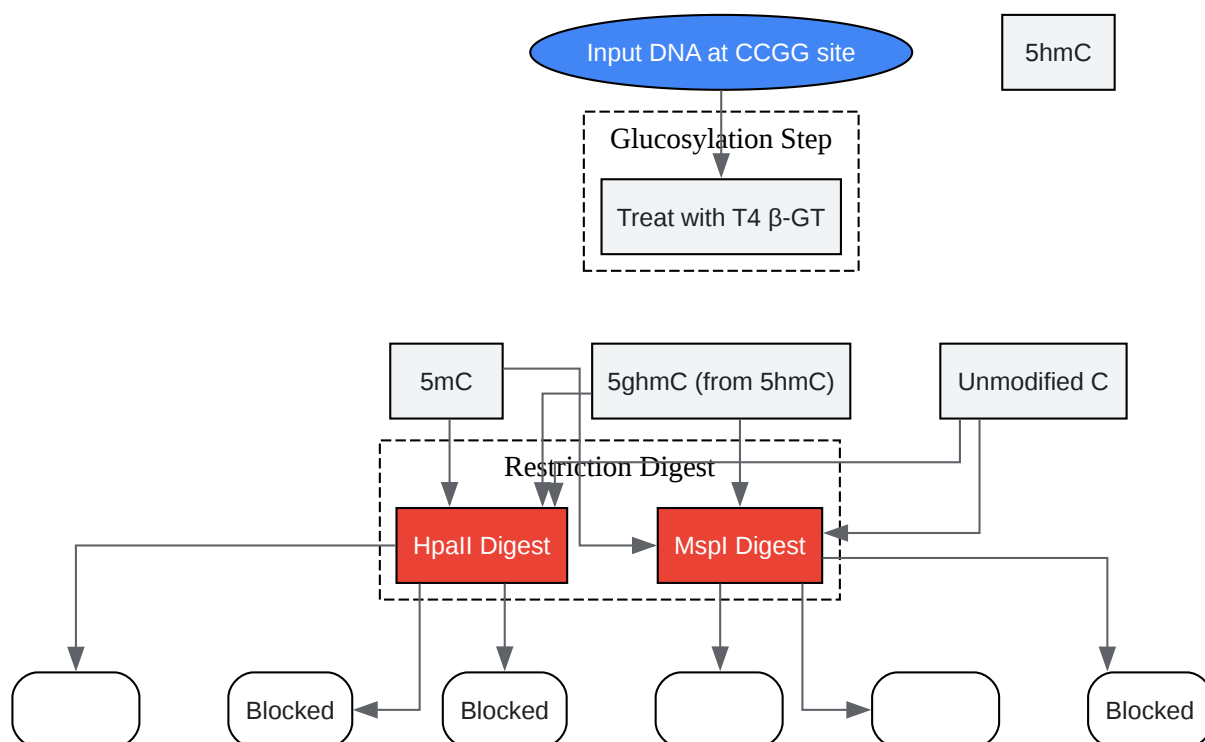 Input DNA at CCGG site
5hmC
Glucosylation Step
Treat with T4 β-GT
5mC
5ghmC (from 5hmC)
Unmodified C
Restriction Digest
HpaII Digest
MspI Digest
Blocked
Blocked
Blocked